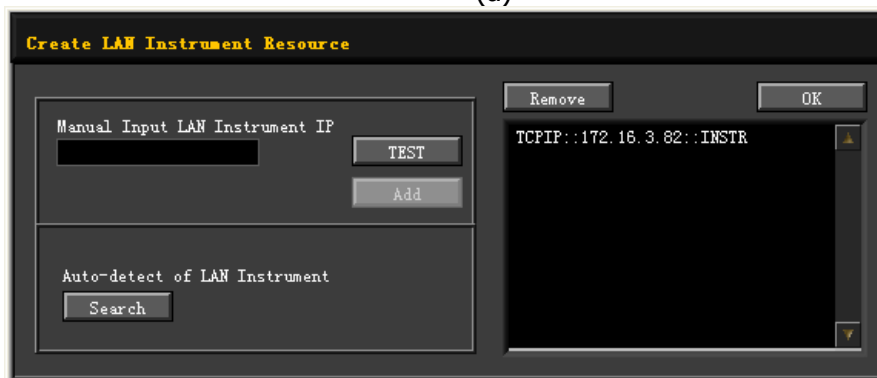 Create LAN Instrument Resource
Manual Input LAN Instrument IP
TEST
Add
Auto-detect of LAN Instrument
Search
Remove
OK
TCPIP::172.16.3.82::INSTR